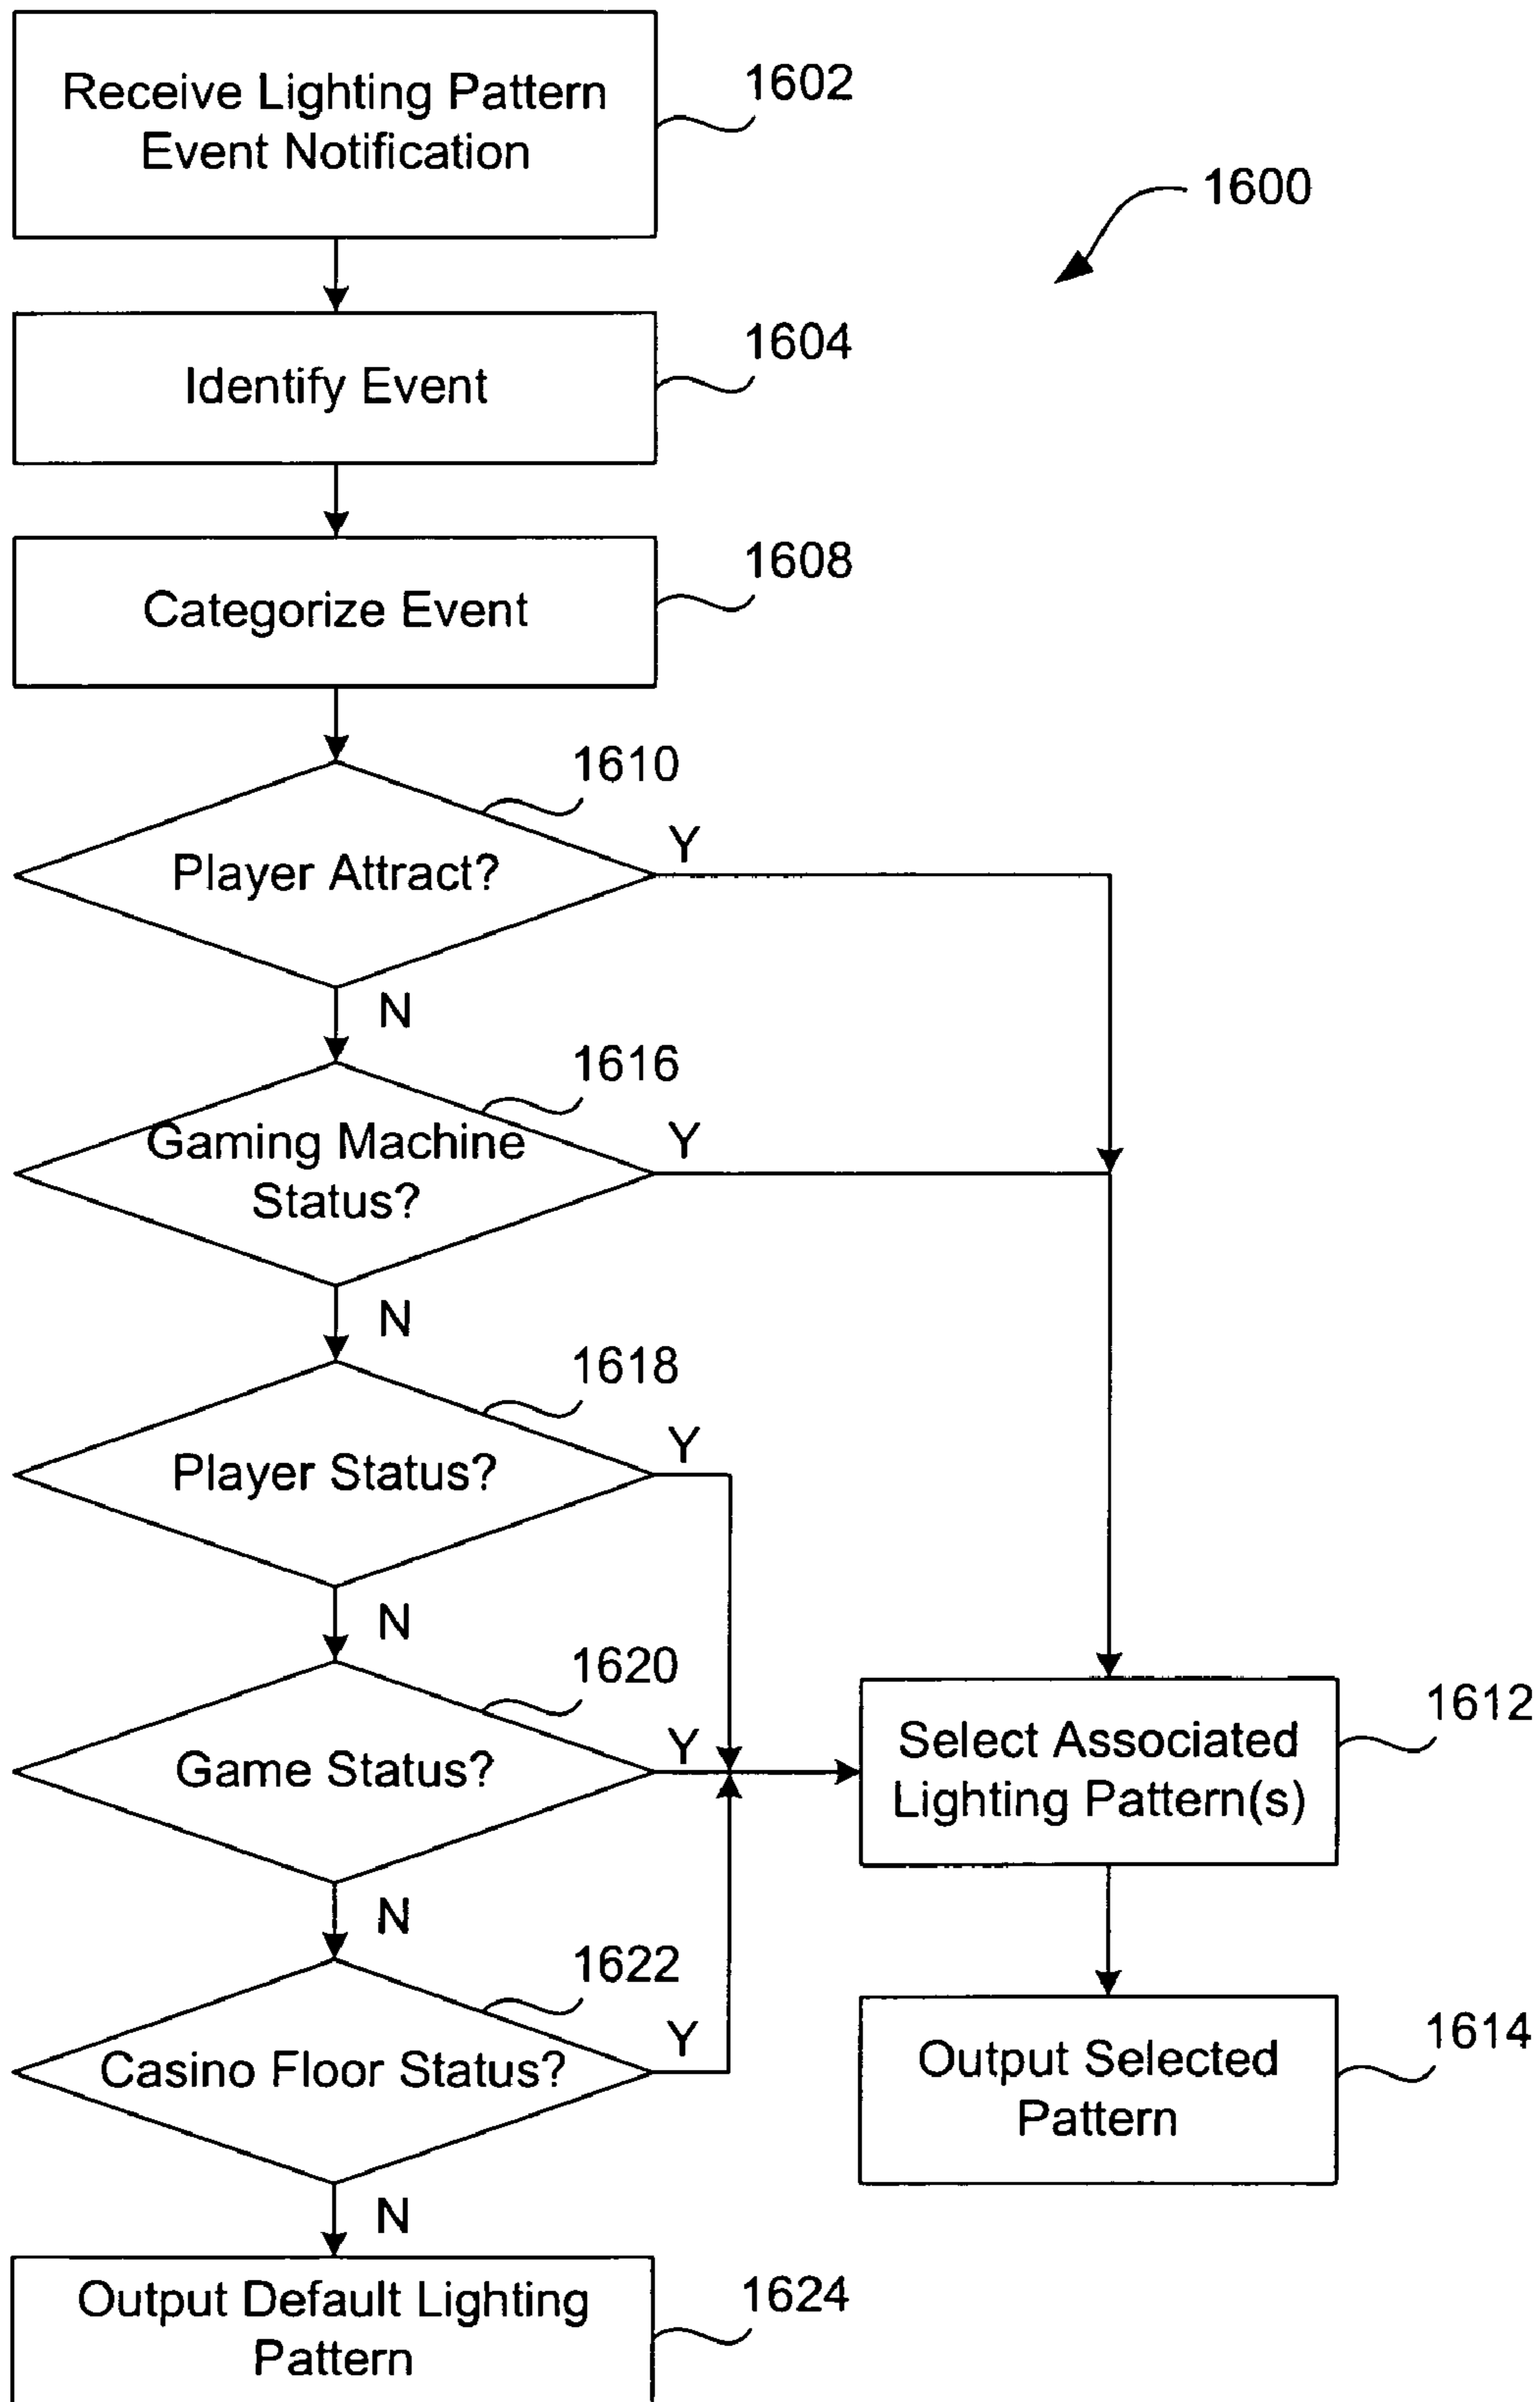 Receive Lighting Pattern
Event Notification
1602
1600
Identify Event
1604
Categorize Event
1608
1610
Player Attract?
Y
N
1616
Gaming Machine
Status?
Y
N
1618
Player Status?
Y
N
1620
Game Status?
Y
Select Associated
Lighting Pattern(s)
1612
N
1622
Casino Floor Status?
Y
Output Selected
Pattern
1614
N
Output Default Lighting
Pattern
1624